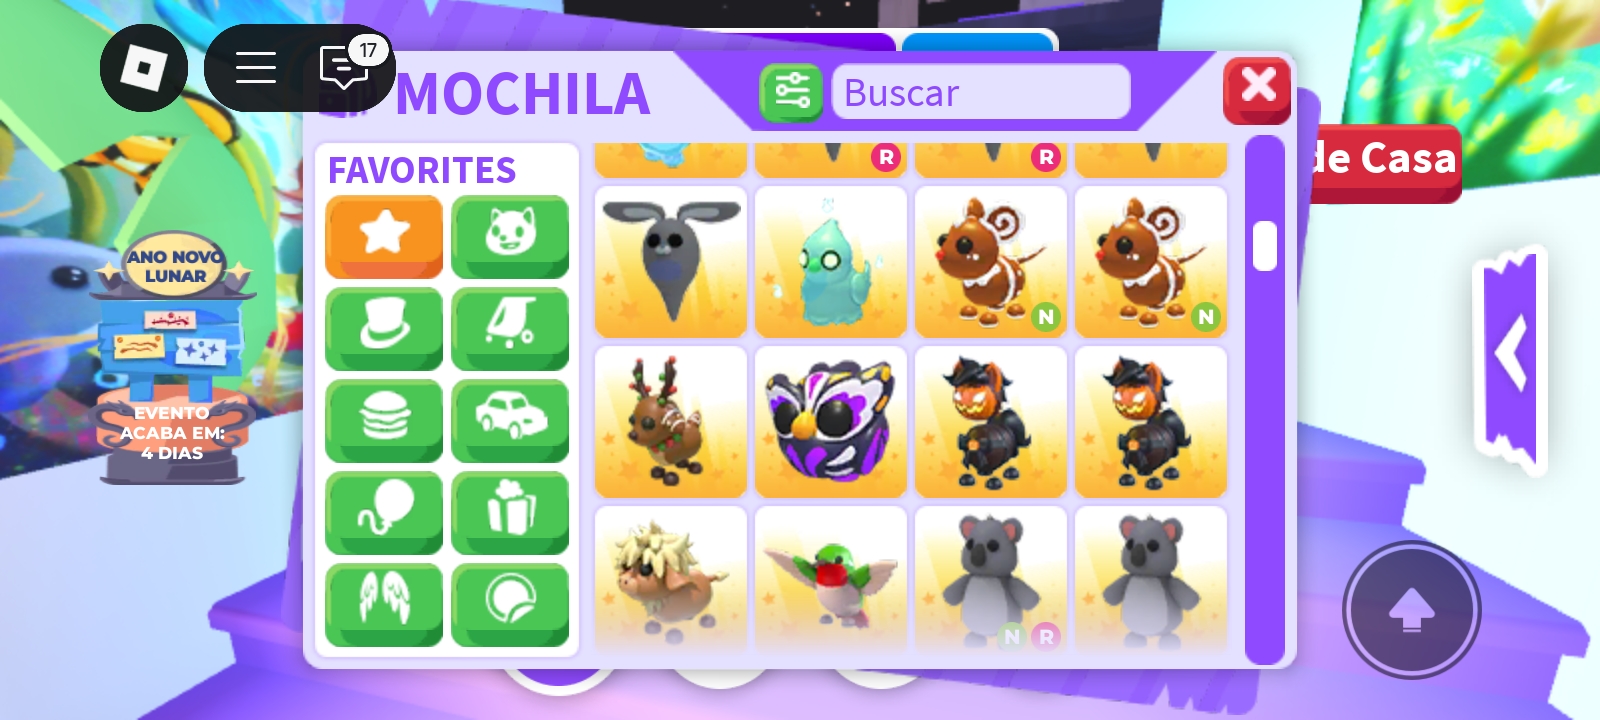 17
MOCHILA
Buscar
de Casa
FAVORITES
R
R
N
N
N R
ANO NOVO
LUNAR
EVENTO
ACABA EM:
4 DIAS